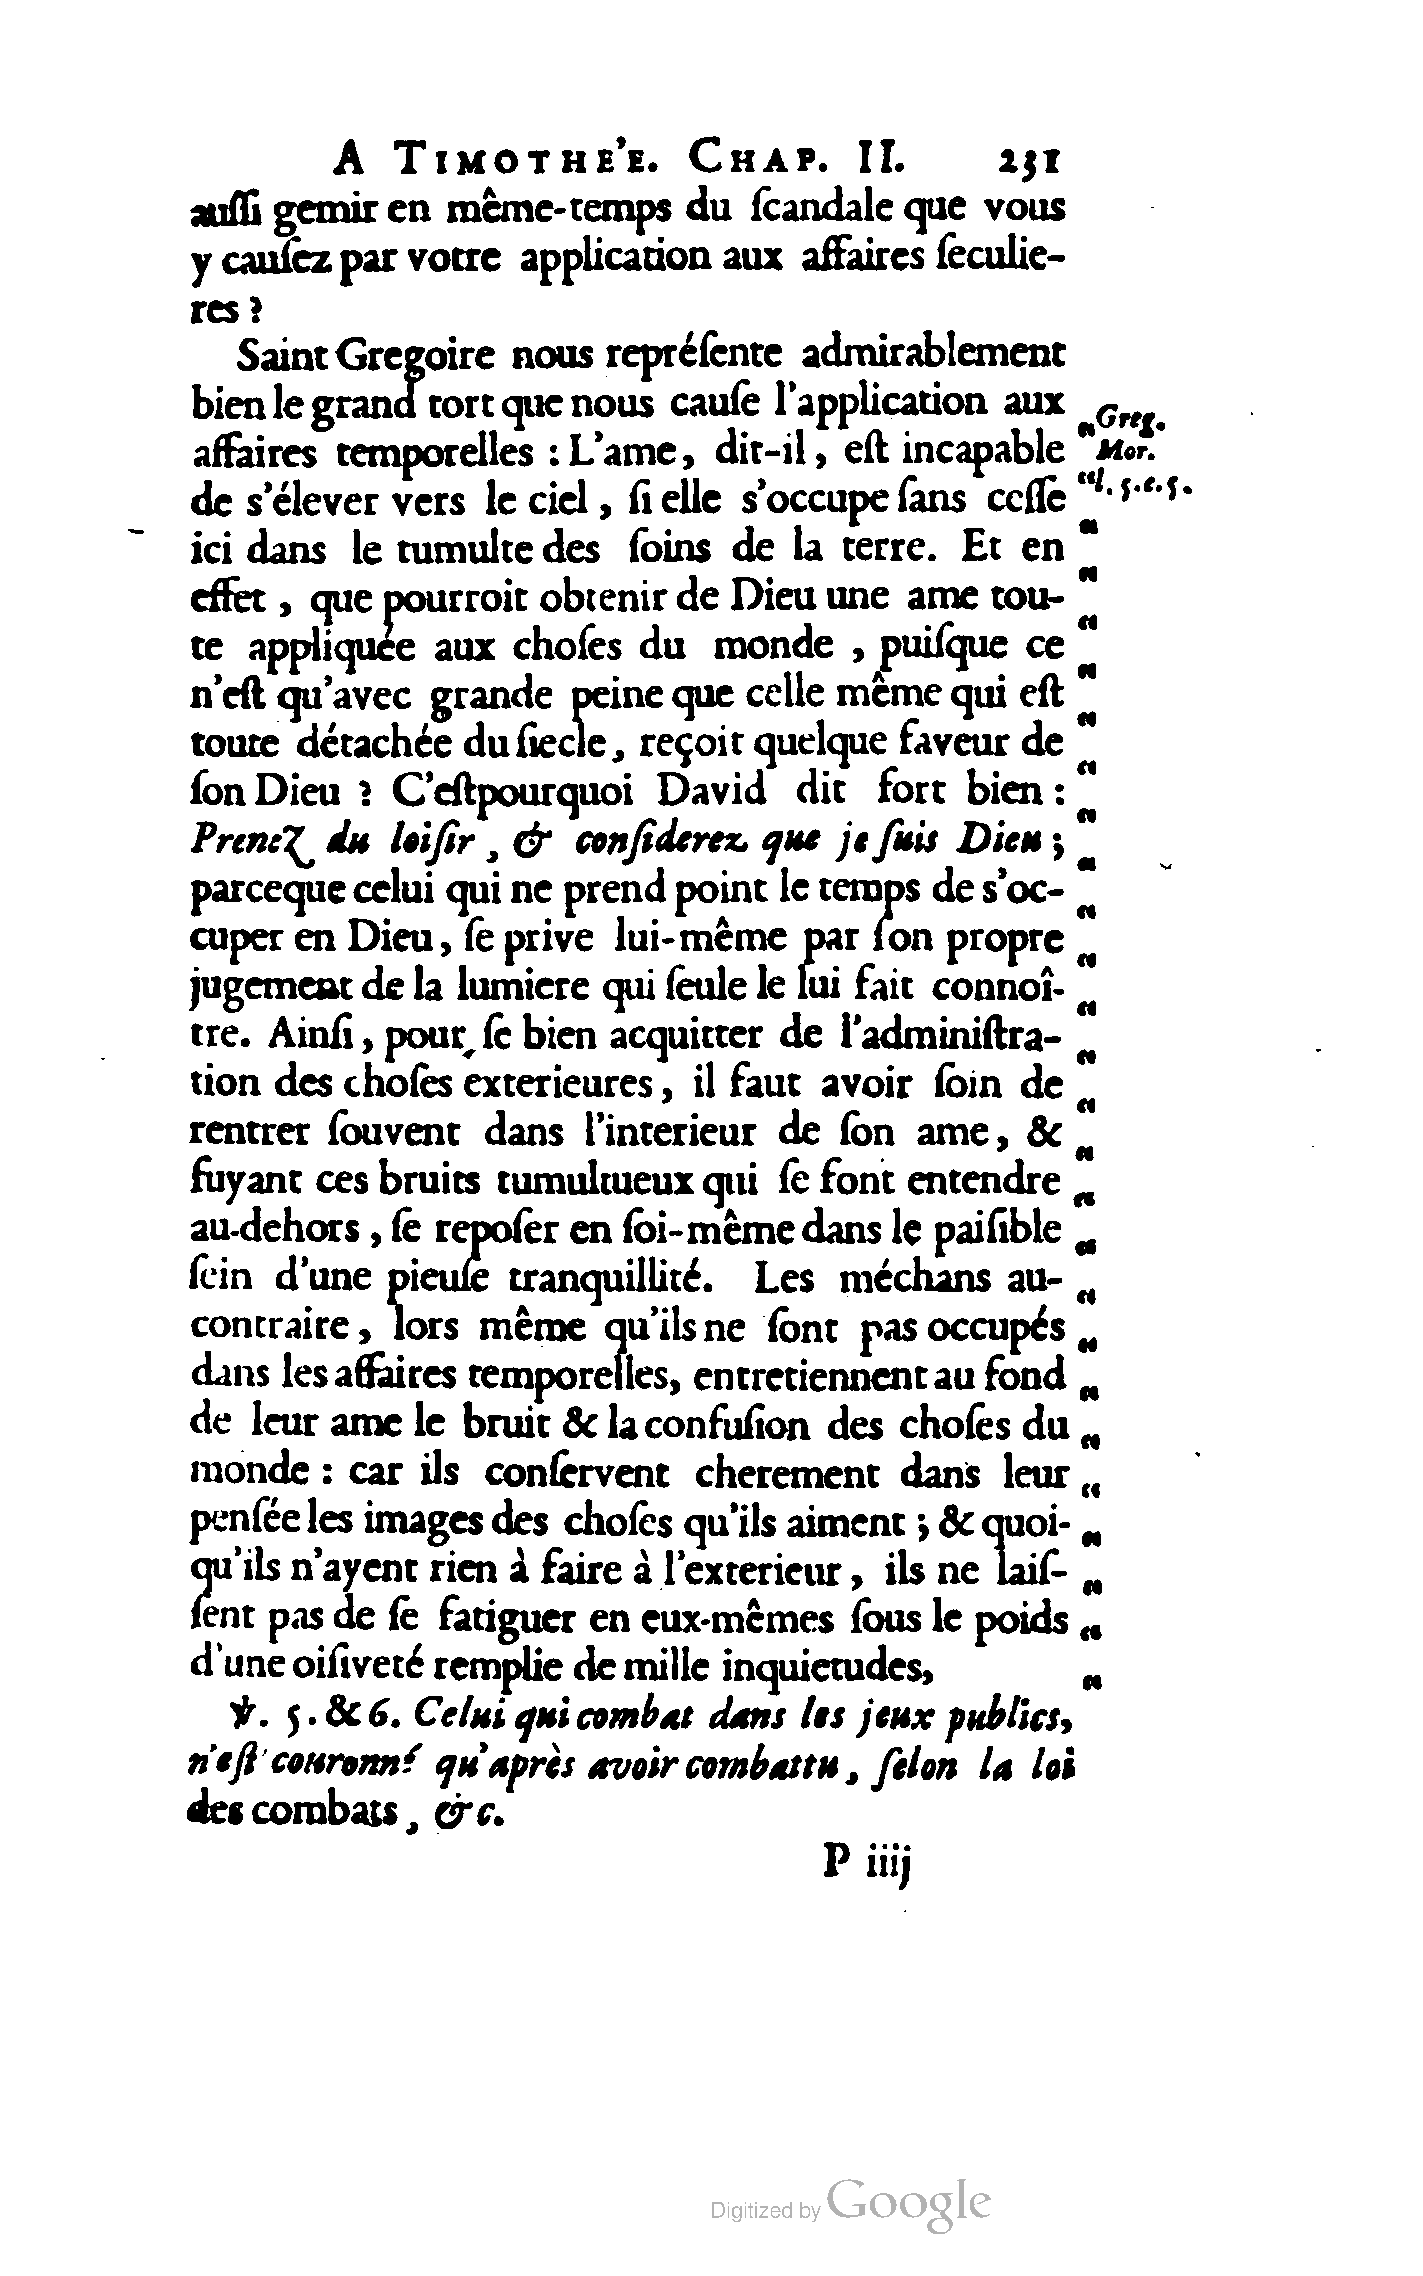 A TIMOTHE'E. CHAP. II. 231
auſſi gemir en même-temps du ſcandale que vous
y cauſez par votre application aux affaires ſeculie-
res ?
Saint Gregoire nous repréſente admirablement
bien le grand tort que nous cauſe l'application aux
affaires temporelles : L'ame, dit-il, eſt incapable
de s'élever vers le ciel, ſi elle s'occupe ſans ceſſe
ici dans le tumulte des ſoins de la terre. Et en
effet, que pourroit obtenir de Dieu une ame tou-
te appliquée aux choſes du monde, puiſque ce
n'eſt qu'avec grande peine que celle même qui eſt
toute détachée du ſiecle, reçoit quelque faveur de
ſon Dieu ? C'eſtpourquoi David dit fort bien :
Prenez du loiſir, & conſiderez que je ſuis Dieu ;
parceque celui qui ne prend point le temps de s'oc-
cuper en Dieu, ſe prive lui-même par ſon propre
jugement de la lumiere qui ſeule le lui fait connoî-
tre. Ainſi, pour ſe bien acquitter de l'adminiſtra-
tion des choſes exterieures, il faut avoir ſoin de
rentrer ſouvent dans l'interieur de ſon ame, &
fuyant ces bruits tumultueux qui ſe font entendre
au-dehors, ſe repoſer en ſoi-même dans le paiſible
ſein d'une pieuſe tranquillité. Les méchans au-
contraire, lors même qu'ils ne ſont pas occupés
dans les affaires temporelles, entretiennent au fond
de leur ame le bruit & la confuſion des choſes du
monde : car ils conſervent cherement dans leur
penſée les images des choſes qu'ils aiment ; & quoi-
qu'ils n'ayent rien à faire à l'exterieur, ils ne laiſ-
ſent pas de ſe fatiguer en eux-mêmes ſous le poids
d'une oiſiveté remplie de mille inquietudes,
℣. 5. & 6. Celui qui combat dans les jeux publics,
n'eſt couronné qu'après avoir combattu, ſelon la loi
des combats, &c.
P iiij
Greg.
Mor.
l. 5. c. 5.
Digitized by Google